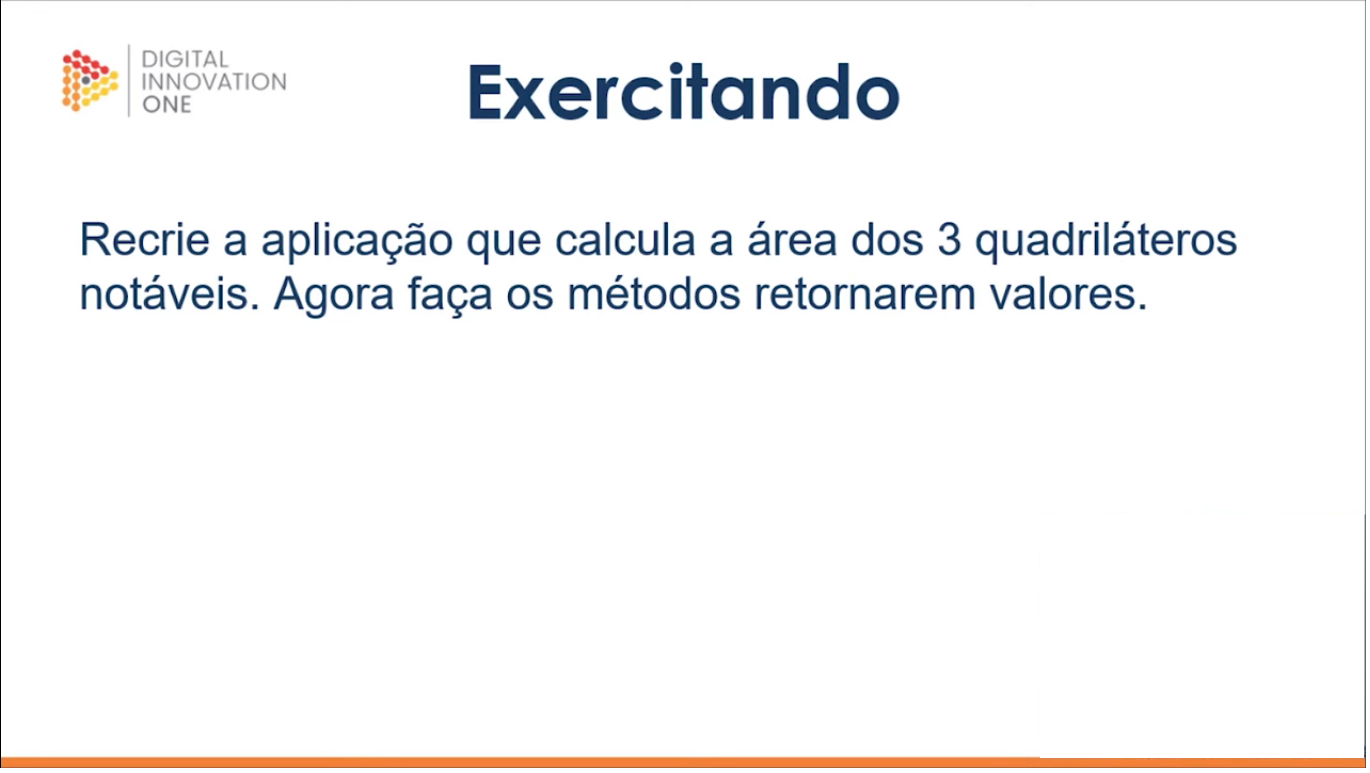 DIGITAL
INNOVATION
ONE
Exercitando
Recrie a aplicação que calcula a área dos 3 quadriláteros
notáveis. Agora faça os métodos retornarem valores.